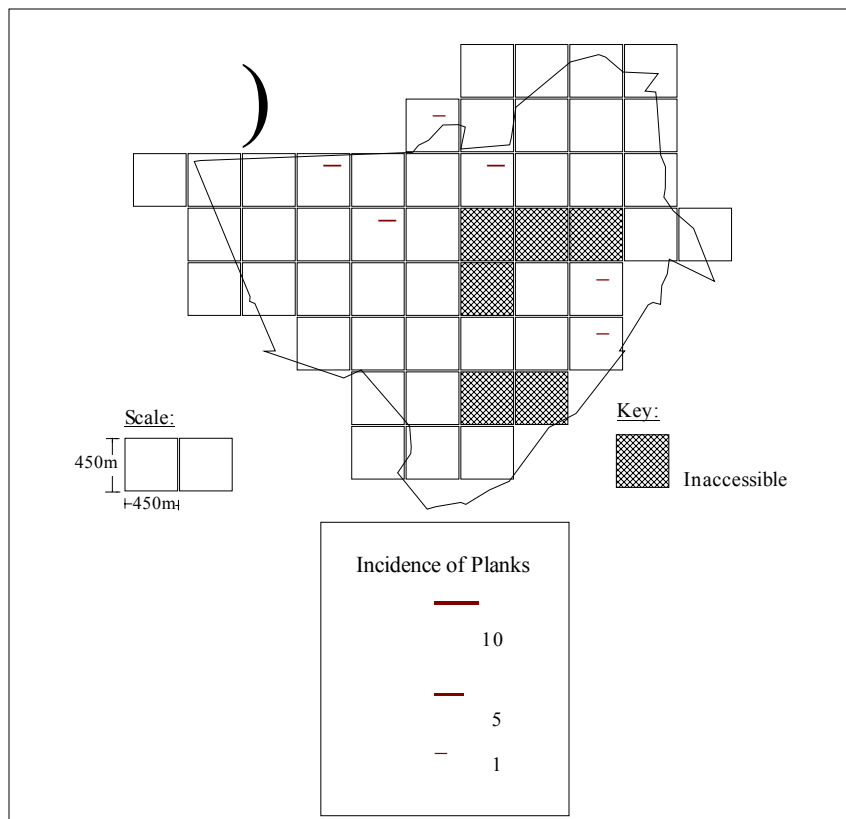 Scale:
450m
450m
Key:
Inaccessible
Incidence of Planks
10
5
1